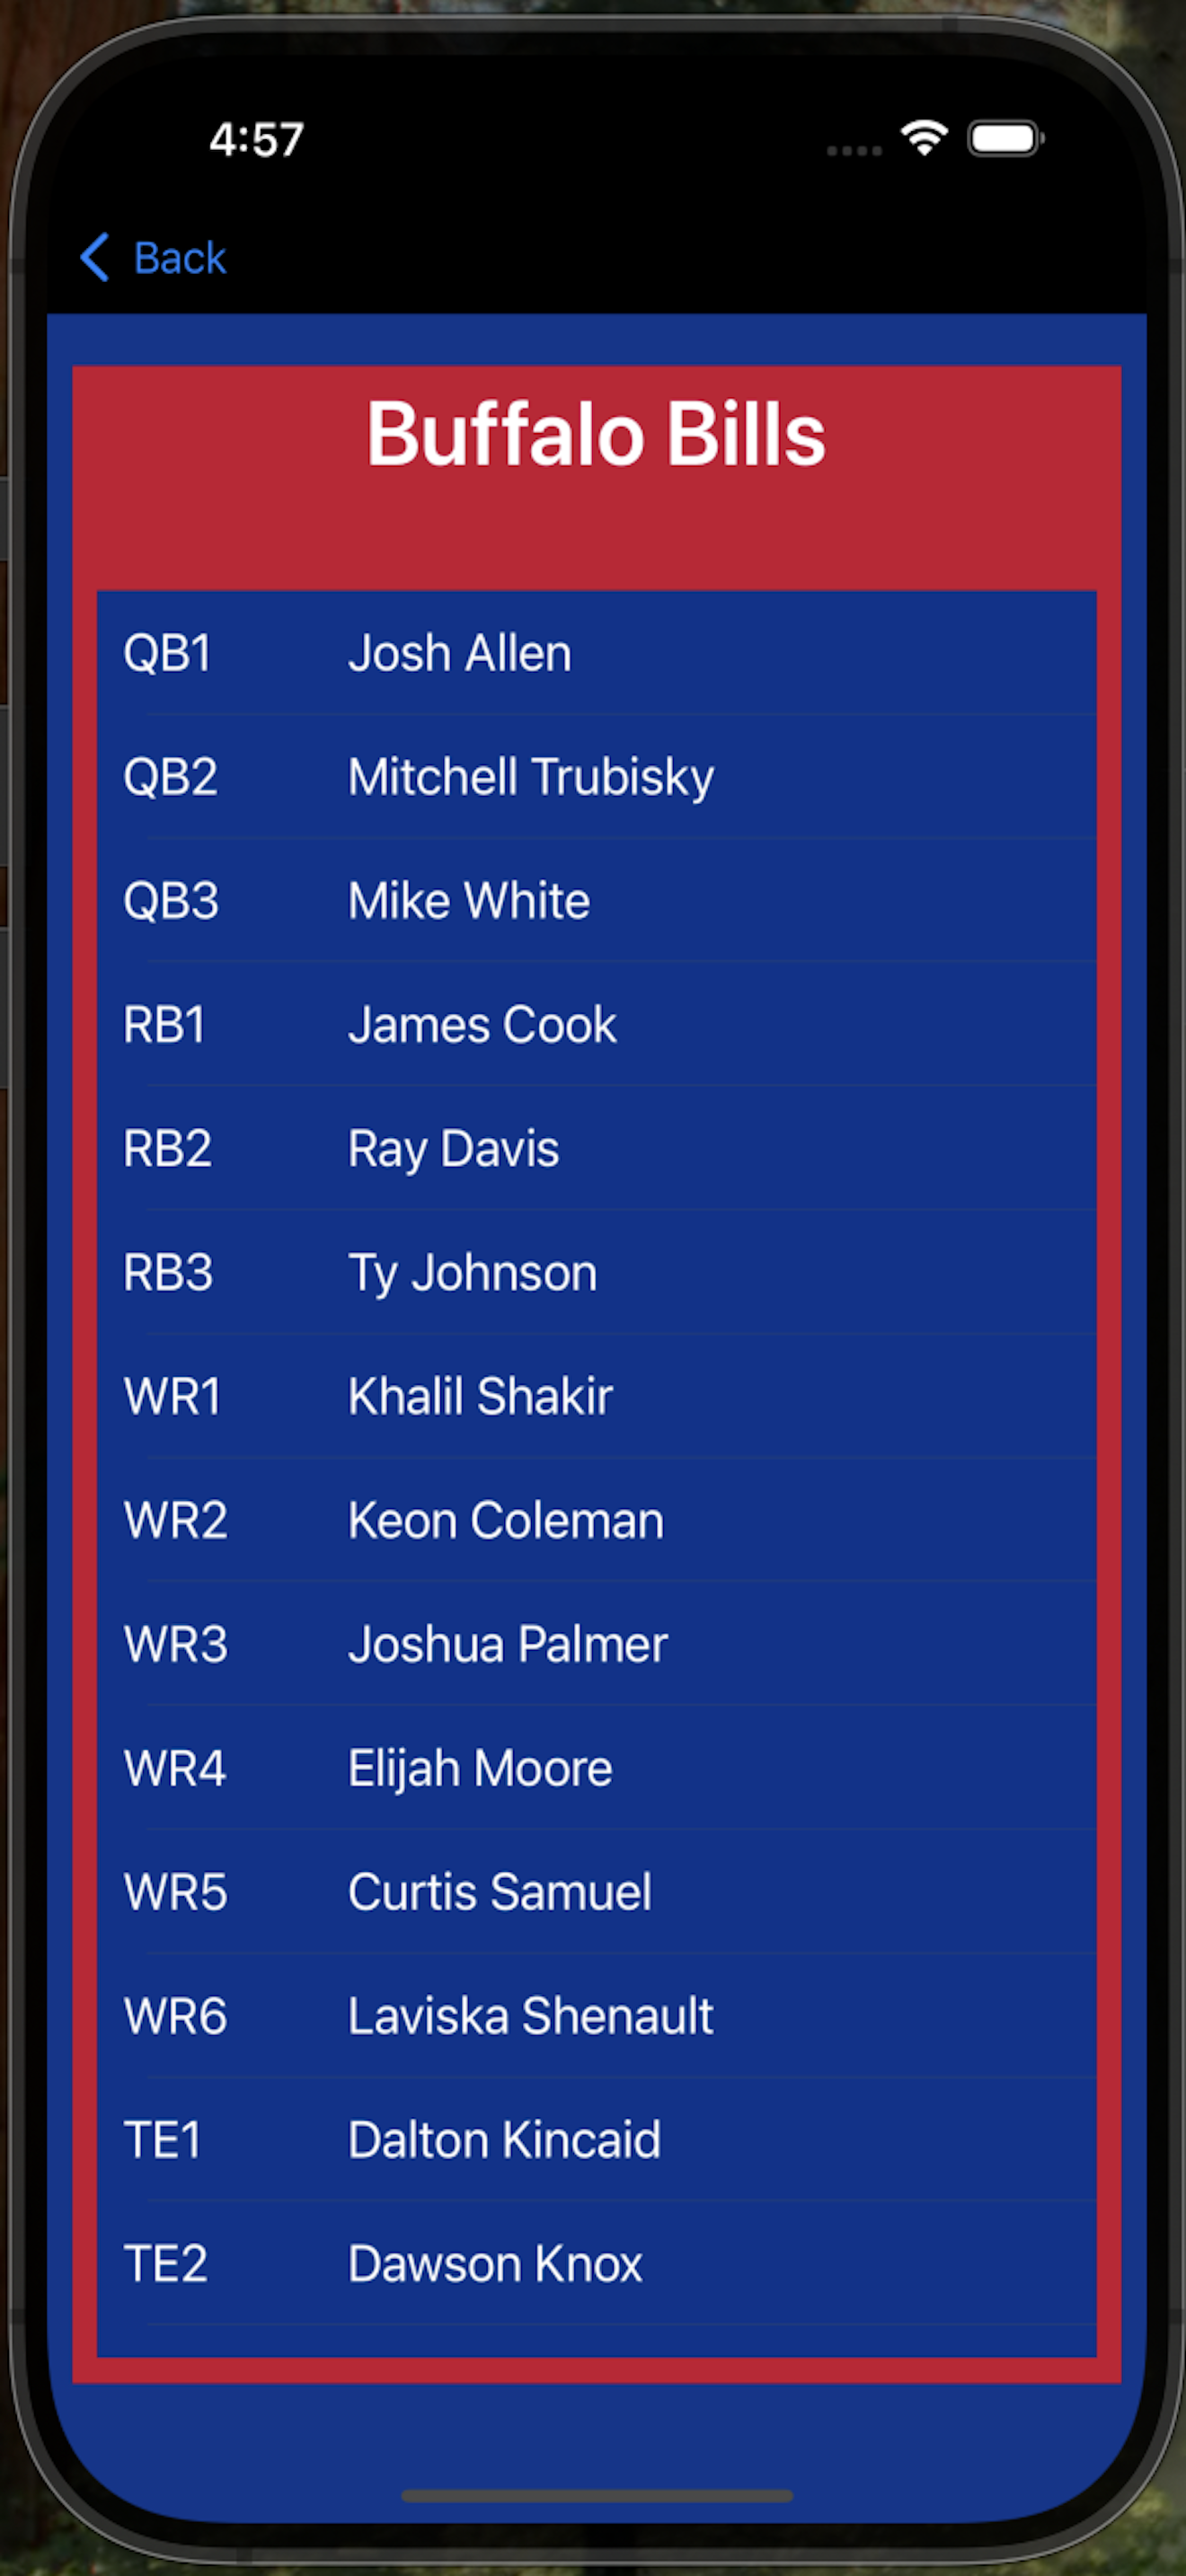 4:57
Back
Buffalo Bills
QB1 Josh Allen
QB2 Mitchell Trubisky
QB3 Mike White
RB1 James Cook
RB2 Ray Davis
RB3 Ty Johnson
WR1 Khalil Shakir
WR2 Keon Coleman
WR3 Joshua Palmer
WR4 Elijah Moore
WR5 Curtis Samuel
WR6 Laviska Shenault
TE1 Dalton Kincaid
TE2 Dawson Knox